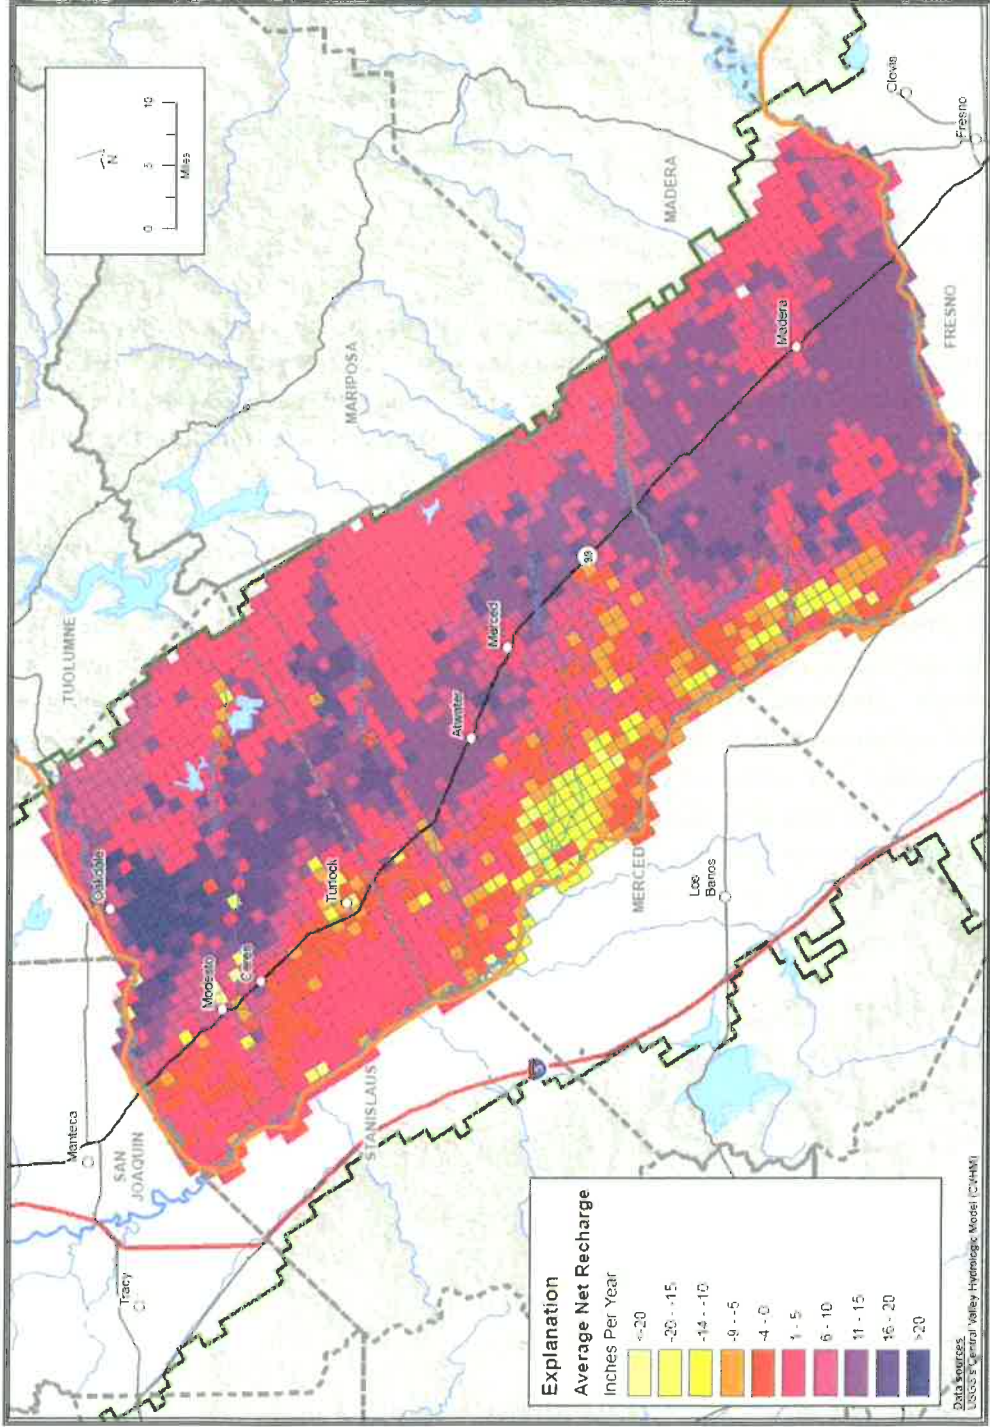 0 5 10
Miles
N
TUOLUMNE
MARIPOSA
MADERA
Clovis
Fresno
Oakdale
Manteca
SAN
JOAQUIN
Tracy
Modesto
Ceres
Turlock
Atwater
Merced
99
Madera
FRESNO
STANISLAUS
MERCED
Los
Banos
Explanation
Average Net Recharge
Inches Per Year
<-20
-20 - -15
-14 - -10
-9 - -5
-4 - 0
1 - 5
6 - 10
11 - 15
16 - 20
>20
Data sources
USGS's Central Valley Hydrologic Model (CVHM)